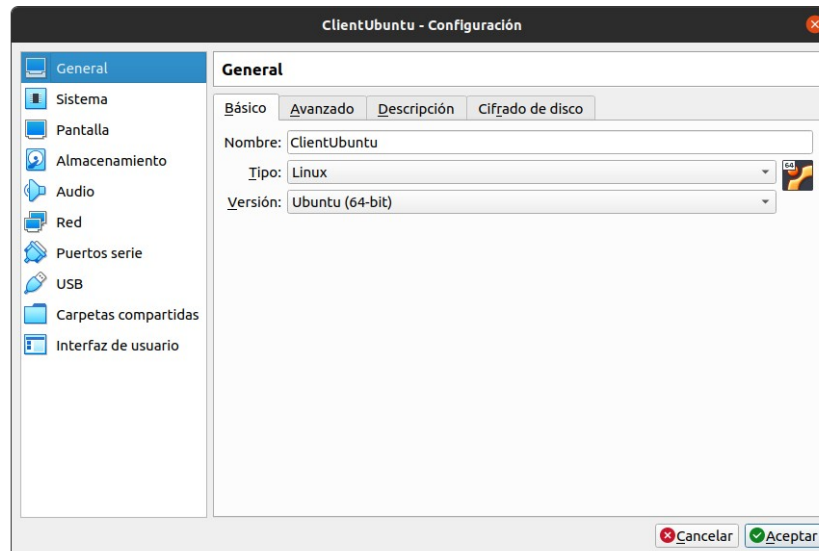 ClientUbuntu - Configuración
General
Sistema
Pantalla
Almacenamiento
Audio
Red
Puertos serie
USB
Carpetas compartidas
Interfaz de usuario
General
Básico Avanzado Descripción Cifrado de disco
Nombre: ClientUbuntu
Tipo: Linux
64
Versión: Ubuntu (64-bit)
Cancelar Aceptar